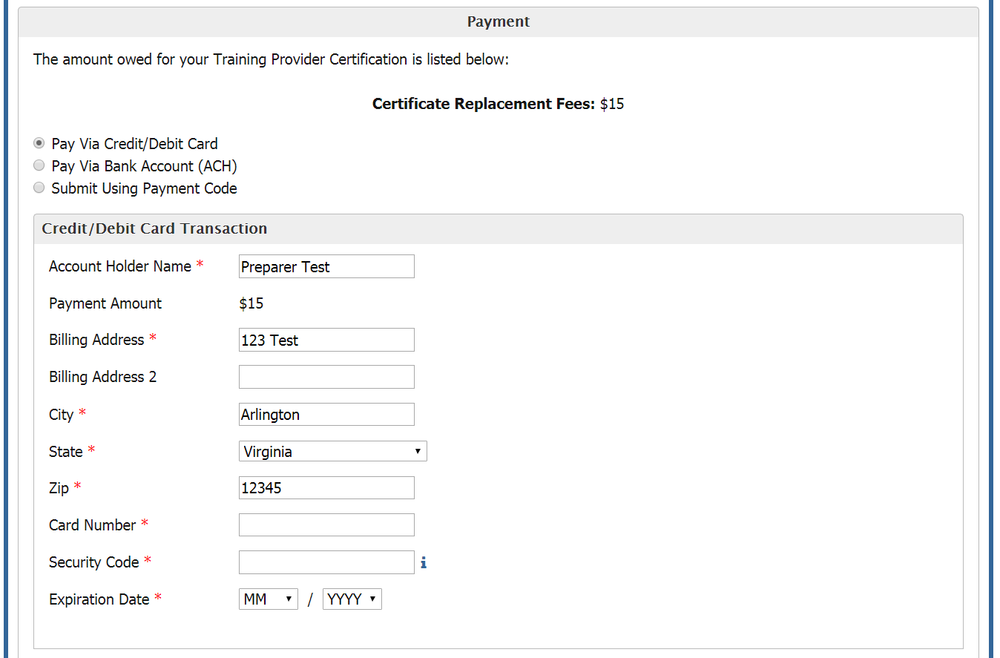 Payment
The amount owed for your Training Provider Certification is listed below:
Certificate Replacement Fees: $15
Pay Via Credit/Debit Card
Pay Via Bank Account (ACH)
Submit Using Payment Code
Credit/Debit Card Transaction
Account Holder Name * Preparer Test
Payment Amount $15
Billing Address * 123 Test
Billing Address 2
City * Arlington
State * Virginia
Zip * 12345
Card Number *
Security Code * i
Expiration Date * MM / YYYY